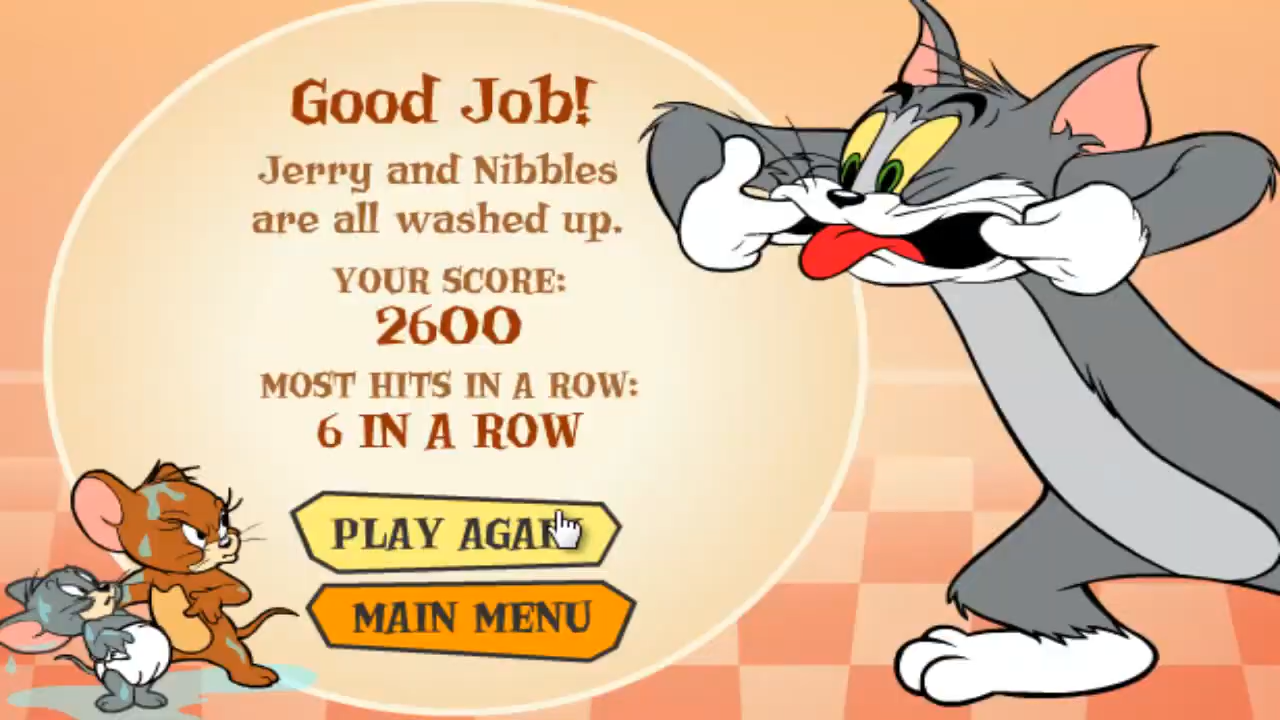 Good Job!
Jerry and Nibbles
are all washed up.
YOUR SCORE:
2600
MOST HITS IN A ROW:
6 IN A ROW
PLAY AGAIN
MAIN MENU